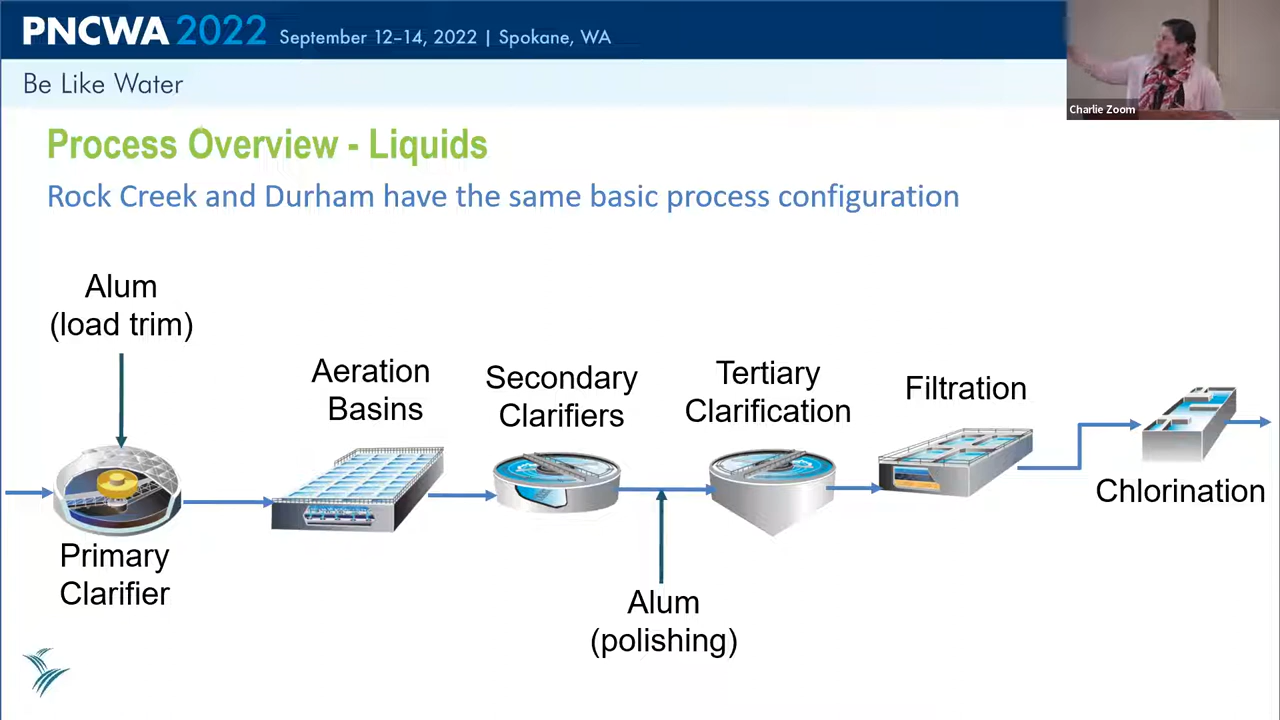 PNCWA 2022 September 12–14, 2022 | Spokane, WA
Be Like Water
Charlie Zoom
Process Overview - Liquids
Rock Creek and Durham have the same basic process configuration
Alum
(load trim)
Aeration
Basins
Secondary
Clarifiers
Tertiary
Clarification
Filtration
Chlorination
Primary
Clarifier
Alum
(polishing)